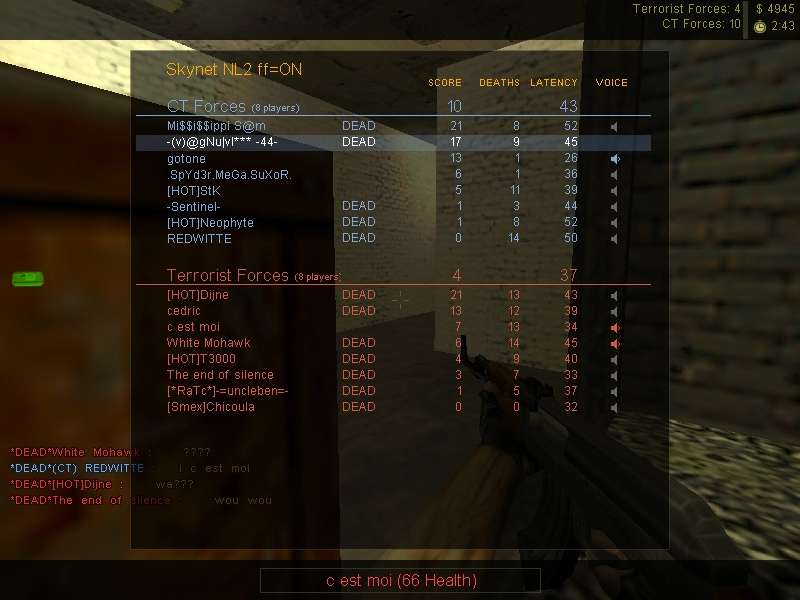 Terrorist Forces: 4 $ 4945
CT Forces: 10 2:43
Skynet NL2 ff=ON
SCORE DEATHS LATENCY VOICE
CT Forces (8 players) 10 43
Mi$$i$$ippi S@m DEAD 21 8 52
-(v)@gNu|v|*** -44- DEAD 17 9 45
gotone 13 1 26
.SpYd3r.MeGa.SuXoR. 6 1 36
[HOT]StK 5 11 39
-Sentinel- DEAD 1 3 44
[HOT]Neophyte DEAD 1 8 52
REDWITTE DEAD 0 14 50
Terrorist Forces (8 players) 4 37
[HOT]Dijne DEAD 21 13 43
cedric DEAD 13 12 39
c est moi 7 13 34
White Mohawk DEAD 6 14 45
[HOT]T3000 DEAD 4 9 40
The end of silence DEAD 3 7 33
[*RaTc*]-=uncleben=- DEAD 1 5 37
[Smex]Chicoula DEAD 0 0 32
*DEAD*White Mohawk : ????
*DEAD*(CT) REDWITTE : i c est moi
*DEAD*[HOT]Dijne : wa???
*DEAD*The end of silence : wou wou
c est moi (66 Health)